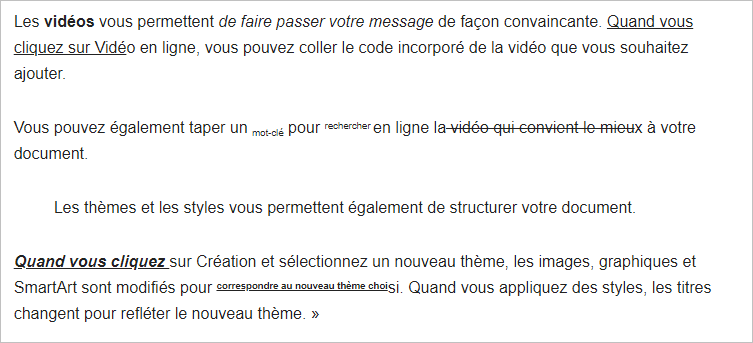 Les vidéos vous permettent de faire passer votre message de façon convaincante. Quand vous
cliquez sur Vidéo en ligne, vous pouvez coller le code incorporé de la vidéo que vous souhaitez
ajouter.
Vous pouvez également taper un mot-clé pour rechercher en ligne la vidéo qui convient le mieux à votre
document.
Les thèmes et les styles vous permettent également de structurer votre document.
Quand vous cliquez sur Création et sélectionnez un nouveau thème, les images, graphiques et
SmartArt sont modifiés pour correspondre au nouveau thème choisi. Quand vous appliquez des styles, les titres
changent pour refléter le nouveau thème. »